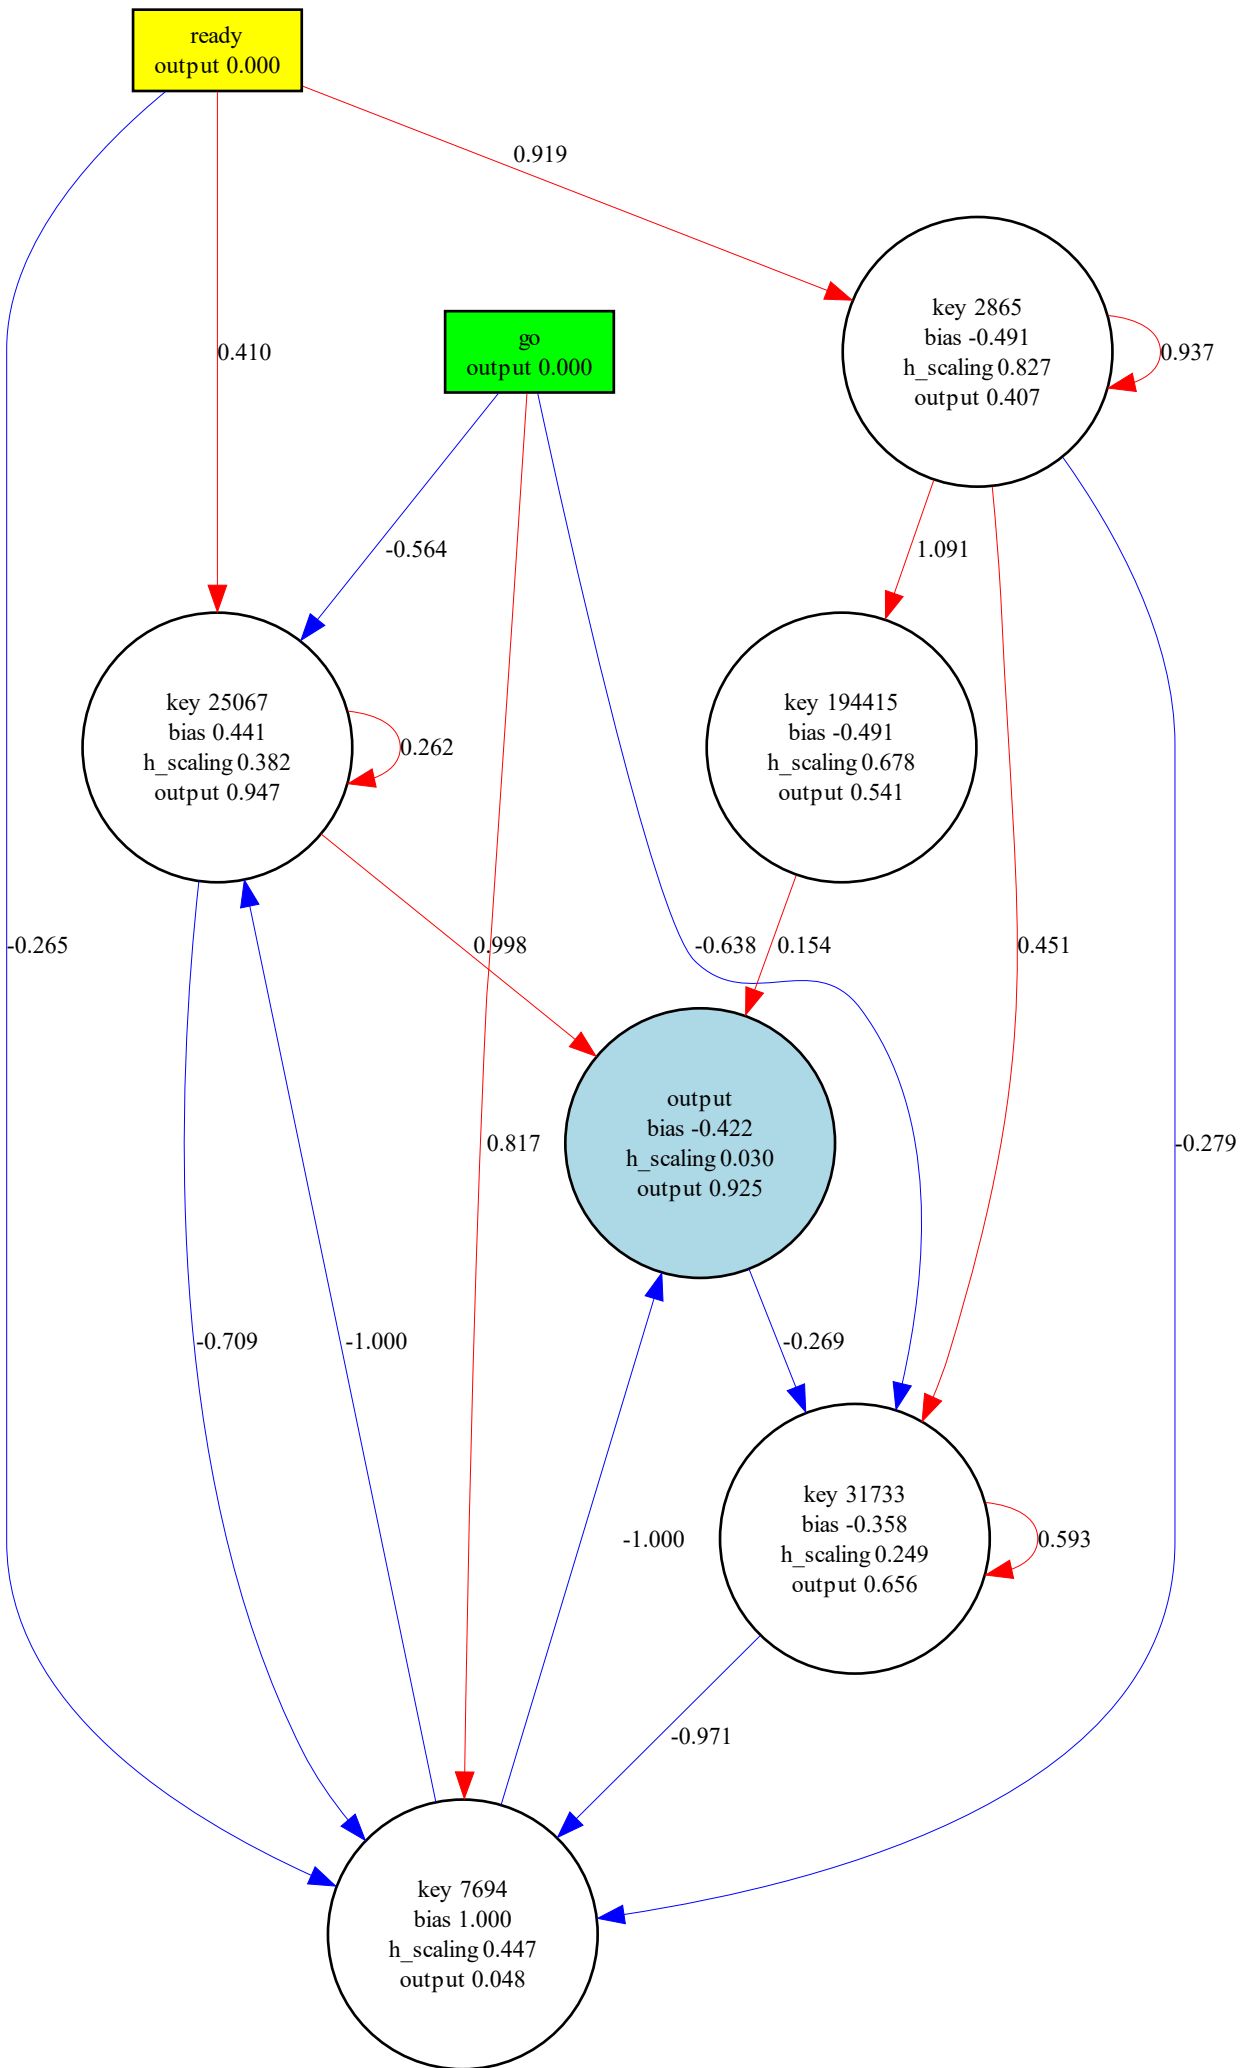 ready
output 0.000
0.919
go
output 0.000
key 2865
bias -0.491
h_scaling 0.827
output 0.407
0.410
0.937
-0.564
1.091
key 25067
bias 0.441
h_scaling 0.382
output 0.947
0.262
key 194415
bias -0.491
h_scaling 0.678
output 0.541
-0.265
0.998
-0.638
0.154
0.451
output
bias -0.422
h_scaling 0.030
output 0.925
0.817
-0.279
-0.709
-1.000
-0.269
-1.000
key 31733
bias -0.358
h_scaling 0.249
output 0.656
0.593
-0.971
key 7694
bias 1.000
h_scaling 0.447
output 0.048